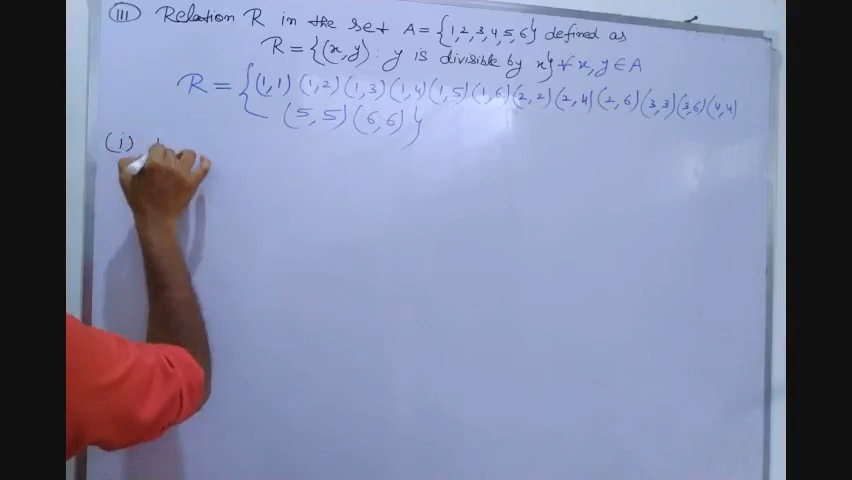 (III) Relation R in the set A = {1,2,3,4,5,6} defined as
R = {(x,y) : y is divisible by x} ∀ x, y ∈ A
R = {(1,1) (1,2) (1,3) (1,4) (1,5) (1,6) (2,2) (2,4) (2,6) (3,3) (3,6) (4,4)
(5,5) (6,6)}
(i)